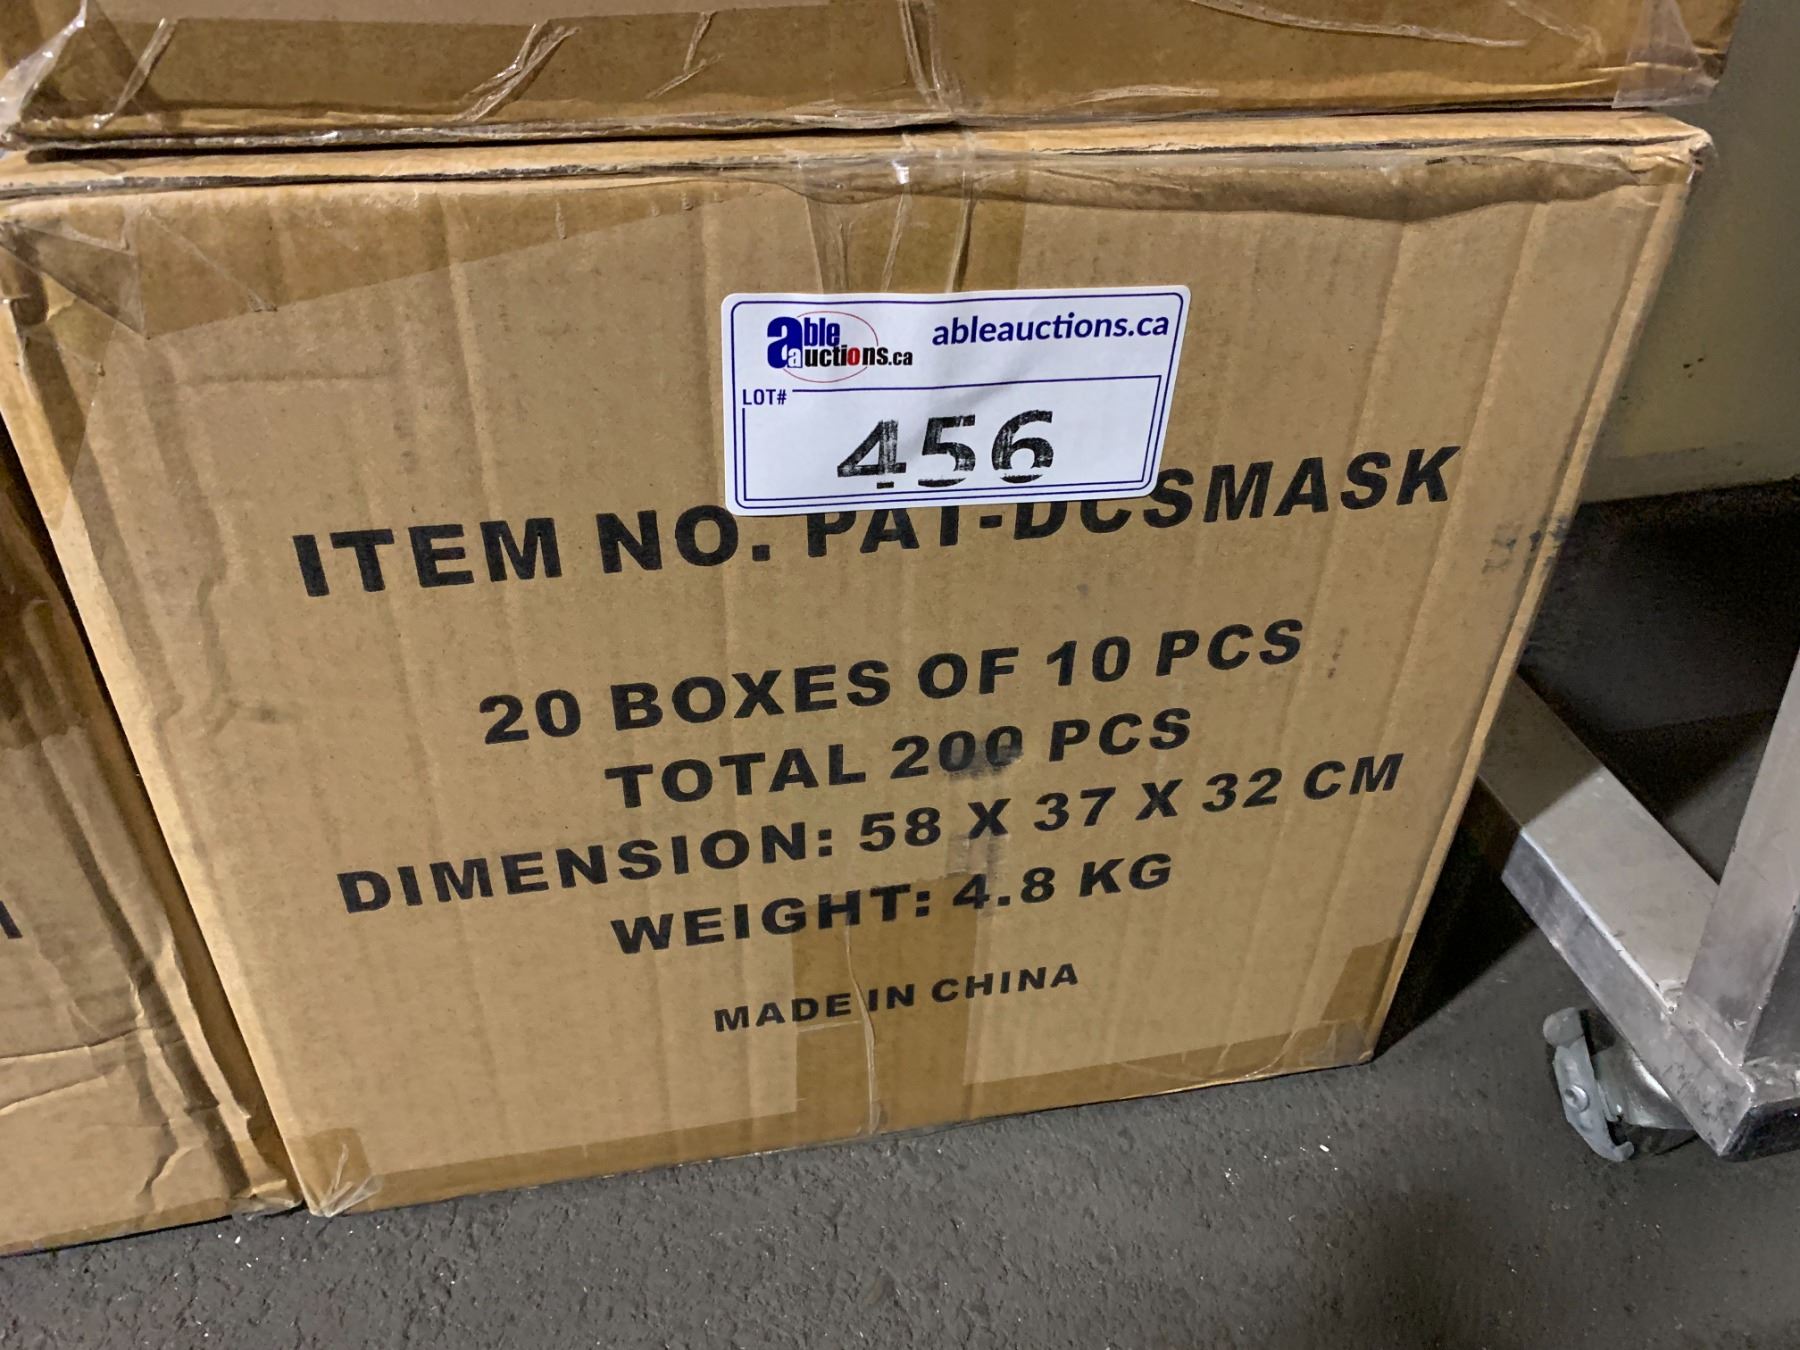 able auctions.ca
ableauctions.ca
LOT#
456
ITEM NO. PAT-DCSMASK
20 BOXES OF 10 PCS
TOTAL 200 PCS
DIMENSION: 58 X 37 X 32 CM
WEIGHT: 4.8 KG
MADE IN CHINA